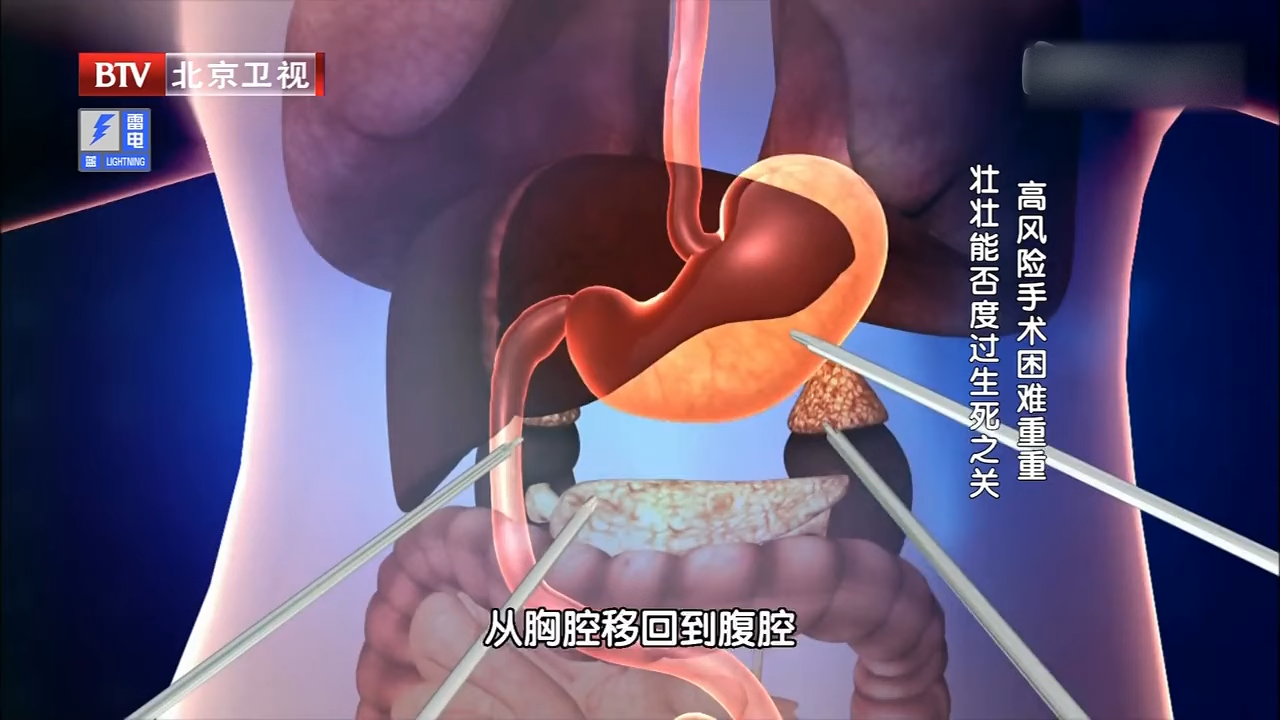 BTV 北京卫视
雷电
LIGHTNING
高风险手术困难重重
壮壮能否度过生死之关
从胸腔移回到腹腔